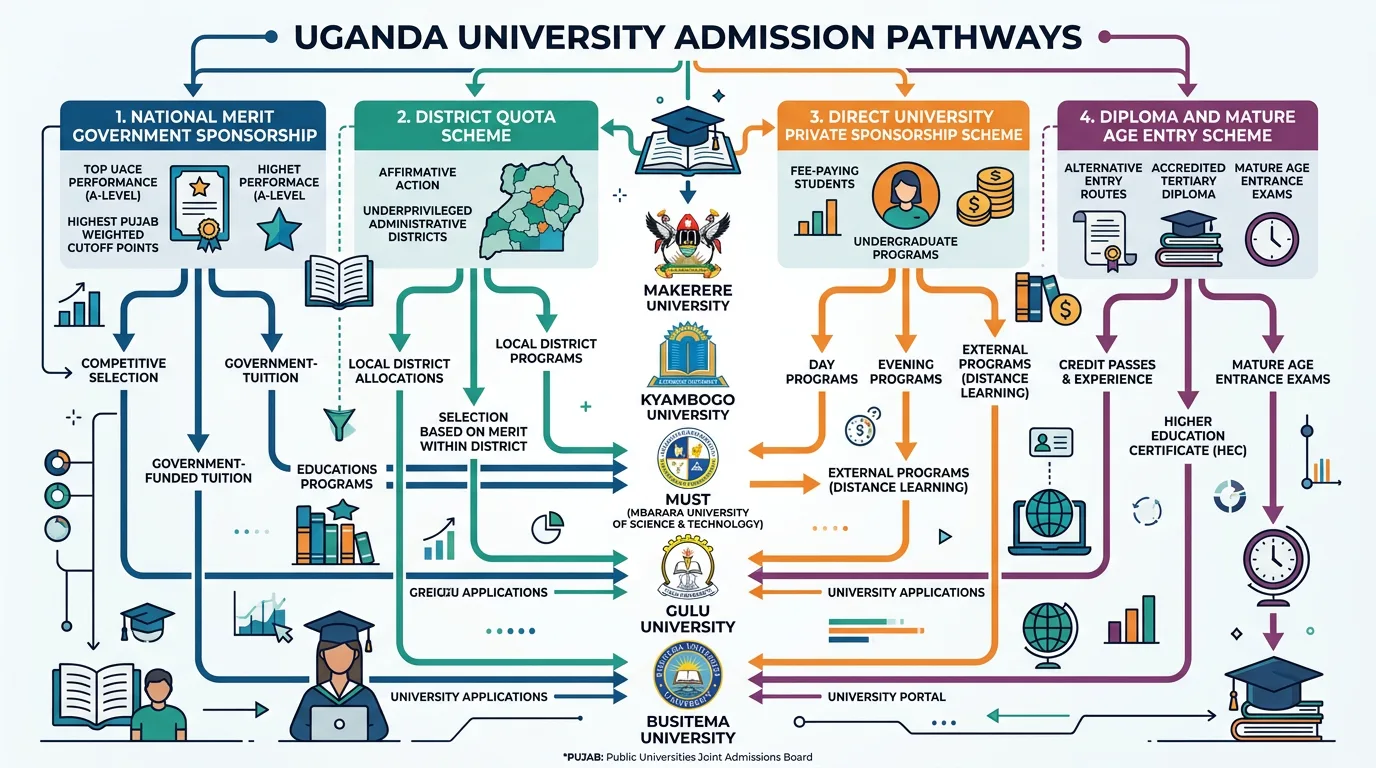 UGANDA UNIVERSITY ADMISSION PATHWAYS
1. NATIONAL MERIT
GOVERNMENT SPONSORSHIP
TOP UACE
PERFORMANCE
(A-LEVEL)
HIGHEST PUJAB
WEIGHTED
CUTOFF POINTS
HIGHET
PERFORMACE
(A-LEVEL
2. DISTRICT QUOTA
SCHEME
AFFIRMATIVE
ACTION
UNDERPRIVILEGED
ADMINISTRATIVE
DISTRICTS
3. DIRECT UNIVERSITY
PRIVATE SPONSORSHIP SCHEME
FEE-PAYING
STUDENTS
UNDERGRADUATE
PROGRAMS
4. DIPLOMA AND MATURE
AGE ENTRY SCHEME
ALTERNATIVE
ENTRY
ROUTES
ACCREDITED
TERTIARY
DIPLOMA
MATURE AGE
ENTRANCE
EXAMS
COMPETITIVE
SELECTION
GOVERNMENT-
TUITION
GOVERNMENT-
FUNDED TUITION
EDUCATIONS
PROGRAMS
LOCAL DISTRICT
ALLOCATIONS
LOCAL DISTRICT
PROGRAMS
SELECTION
BASED ON MERIT
WITHIN DISTRICT
MAKERERE
UNIVERSITY
KYAMBOGO
UNIVERSITY
MUST
(MBARARA UNIVERSITY
OF SCIENCE & TECHNOLOGY)
GULU
UNIVERSITY
BUSITEMA
UNIVERSITY
DAY
PROGRAMS
EVENING
PROGRAMS
EXTERNAL
PROGRAMS
(DISTANCE
LEARNING)
EXTERNAL PROGRAMS
(DISTANCE LEARNING)
CREDIT PASSES
& EXPERIENCE
HIGHER
EDUCATION
CERTIFICATE (HEC)
MATURE AGE
ENTRANCE EXAMS
APPLICATIONS
UNIVERSITY APPLICATIONS
UNIVERSITY APPLICATIONS
UNIVERSITY PORTAL
*PUJAB: Public Universities Joint Admissions Board